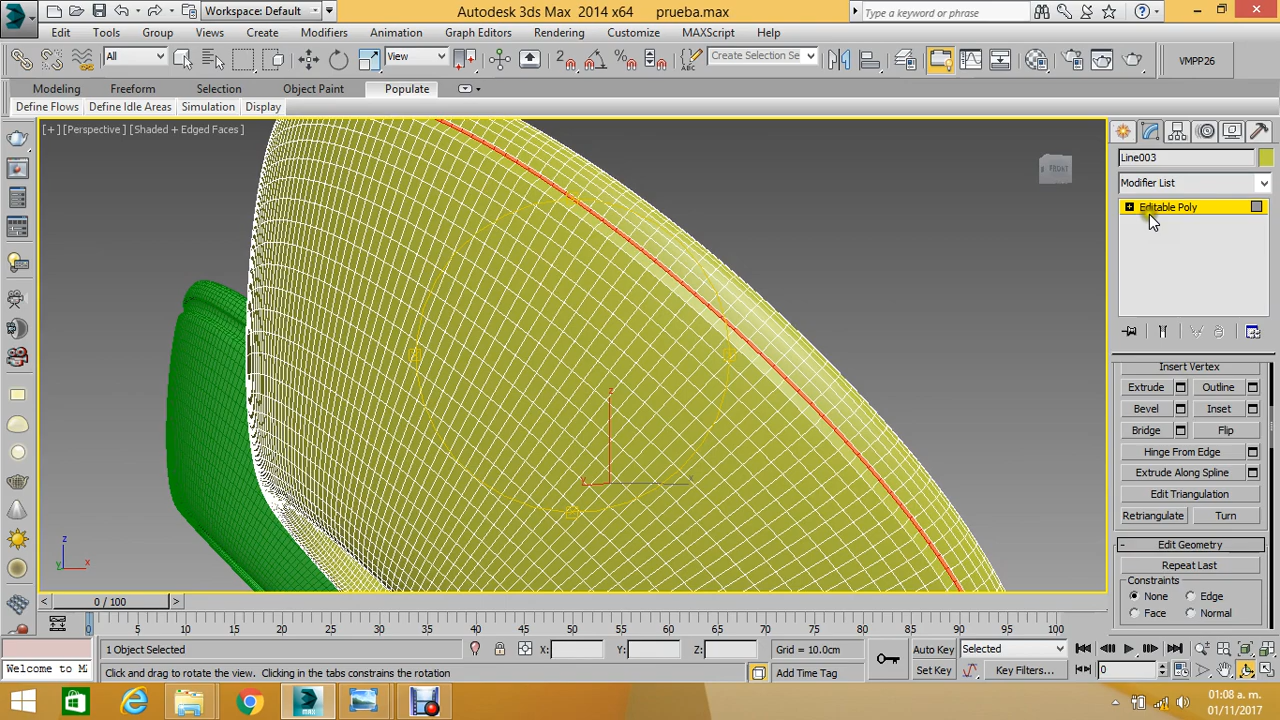 Workspace: Default
Autodesk 3ds Max 2014 x64 prueba.max
Type a keyword or phrase
Edit Tools Group Views Create Modifiers Animation Graph Editors Rendering Customize MAXScript Help
All View Create Selection Se VMPP26
Modeling Freeform Selection Object Paint Populate
Define Flows Define Idle Areas Simulation Display
[+] [Perspective ] [Shaded + Edged Faces ]
FRONT
Line003
Modifier List
Editable Poly
Insert Vertex
Extrude Outline
Bevel Inset
Bridge Flip
Hinge From Edge
Extrude Along Spline
Edit Triangulation
Retriangulate Turn
- Edit Geometry
Repeat Last
Constraints
None Edge
Face Normal
z
z
x
< 0 / 100 >
0 5 10 15 20 25 30 35 40 45 50 55 60 65 70 75 80 85 90 95 100
1 Object Selected X: Y: Z: Grid = 10.0cm Auto Key Selected
Welcome to M Click and drag to rotate the view. Clicking in the tabs constrains the rotation Add Time Tag Set Key Key Filters... 0
01:08 a. m.
01/11/2017